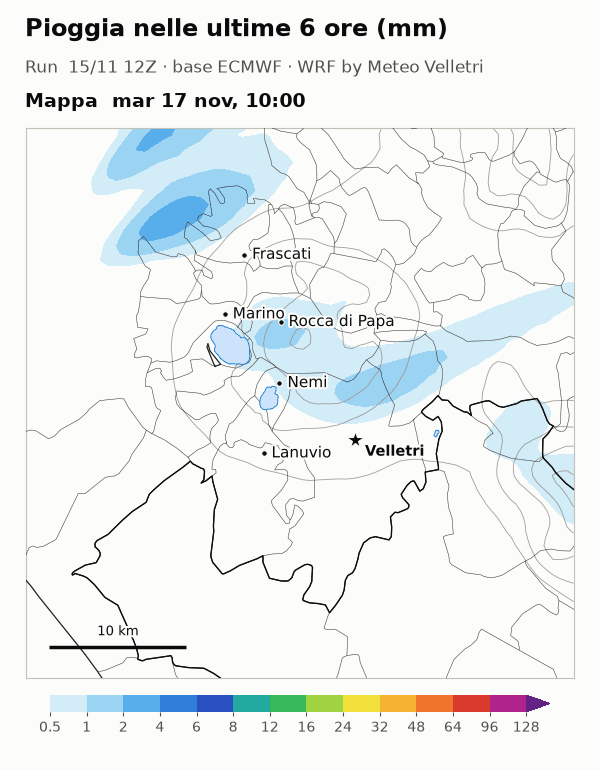 Pioggia nelle ultime 6 ore (mm)
Run  15/11 12Z · base ECMWF · WRF by Meteo Velletri
Mappa  mar 17 nov, 10:00
Frascati
Marino
Rocca di Papa
Nemi
Velletri
Lanuvio
10 km
0.5 1 2 4 6 8 12 16 24 32 48 64 96 128